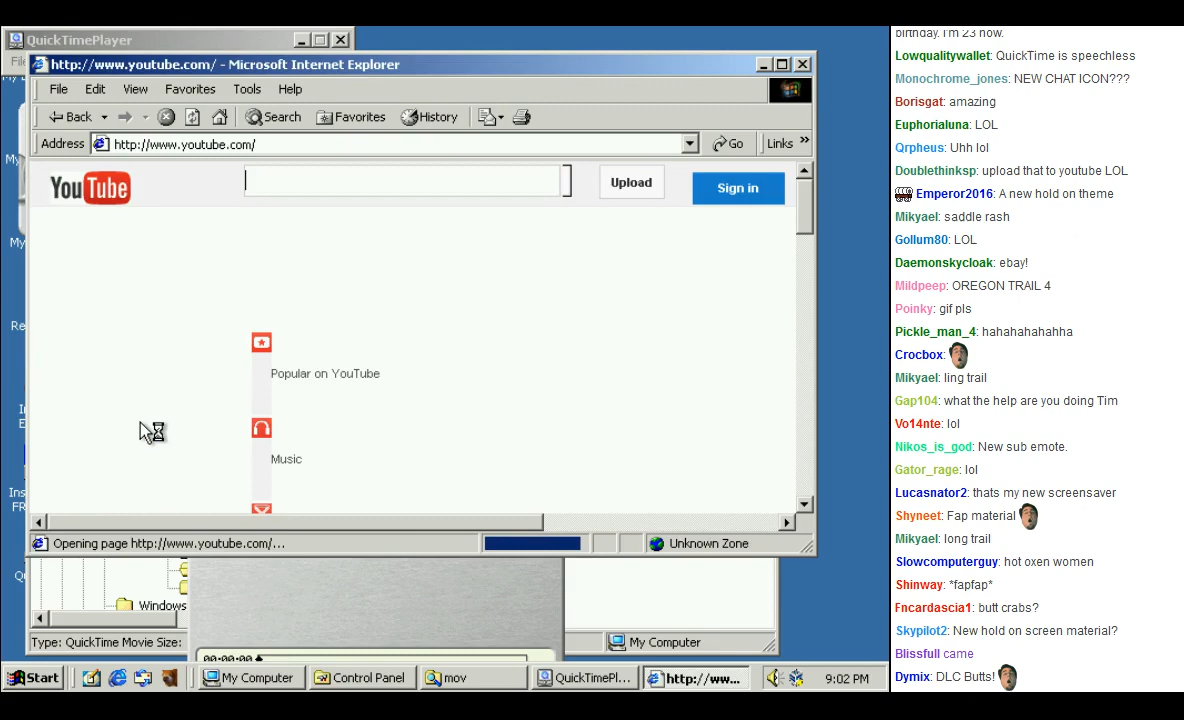 QuickTimePlayer
http://www.youtube.com/ - Microsoft Internet Explorer
File Edit View Favorites Tools Help
Back Search Favorites History
Address http://www.youtube.com/ Go Links »
YouTube Upload Sign in
Popular on YouTube
Music
Opening page http://www.youtube.com/... Unknown Zone
Windows
Type: QuickTime Movie Size: My Computer
00:00:00
Start My Computer Control Panel mov QuickTimePl... http://ww... 9:02 PM
birthday. I'm 23 now.
Lowqualitywallet: QuickTime is speechless
Monochrome_jones: NEW CHAT ICON???
Borisgat: amazing
Euphorialuna: LOL
Qrpheus: Uhh lol
Doublethinksp: upload that to youtube LOL
Emperor2016: A new hold on theme
Mikyael: saddle rash
Gollum80: LOL
Daemonskycloak: ebay!
Mildpeep: OREGON TRAIL 4
Poinky: gif pls
Pickle_man_4: hahahahahahha
Crocbox:
Mikyael: ling trail
Gap104: what the help are you doing Tim
Vo14nte: lol
Nikos_is_god: New sub emote.
Gator_rage: lol
Lucasnator2: thats my new screensaver
Shyneet: Fap material
Mikyael: long trail
Slowcomputerguy: hot oxen women
Shinway: *fapfap*
Fncardascia1: butt crabs?
Skypilot2: New hold on screen material?
Blissfull came
Dymix: DLC Butts!